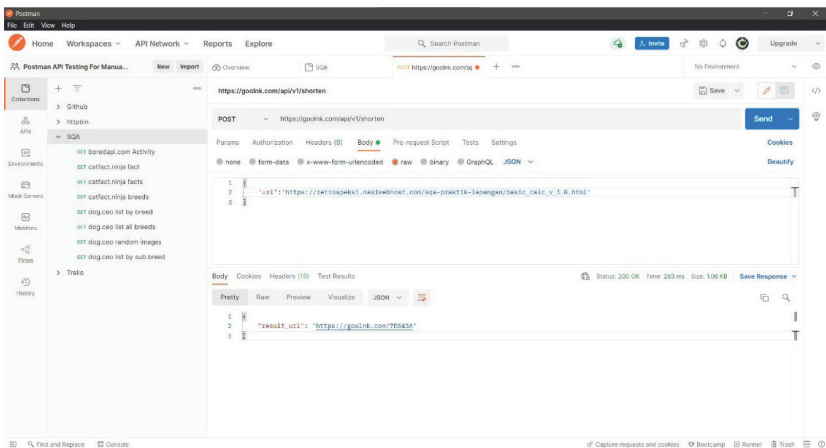 Postman
File Edit View Help
Home Workspaces API Network Reports Explore
Search Postman
Invite
Upgrade
Postman API Testing For Manua...
New Import
Overview
SQA
POST https://goolnk.com/ap
No Environment
Collections
APIs
Environments
Mock Servers
Monitors
Flows
History
Github
httpbin
SQA
GET boredapi.com Activity
GET catfact.ninja fact
GET catfact.ninja facts
GET catfact.ninja breeds
GET dog.ceo list by breed
GET dog.ceo list all breeds
GET dog.ceo random images
GET dog.ceo list by sub breed
Trello
https://goolnk.com/api/v1/shorten
Save
POST https://goolnk.com/api/v1/shorten
Send
Params Authorization Headers (9) Body Pre-request Script Tests Settings
Cookies
none form-data x-www-form-urlencoded raw binary GraphQL JSON
Beautify
1 {
2 "url":"https://retrospeksi.nasiwebhost.com/sqa-praktik-lapangan/basic_calc_v_1.0.html"
3 }
Body Cookies Headers (10) Test Results
Status: 200 OK Time: 283 ms Size: 1.06 KB Save Response
Pretty Raw Preview Visualize JSON
1 {
2 "result_url": "https://goolnk.com/7E5A3A"
3 }
Find and Replace Console
Capture requests and cookies Bootcamp Runner Trash